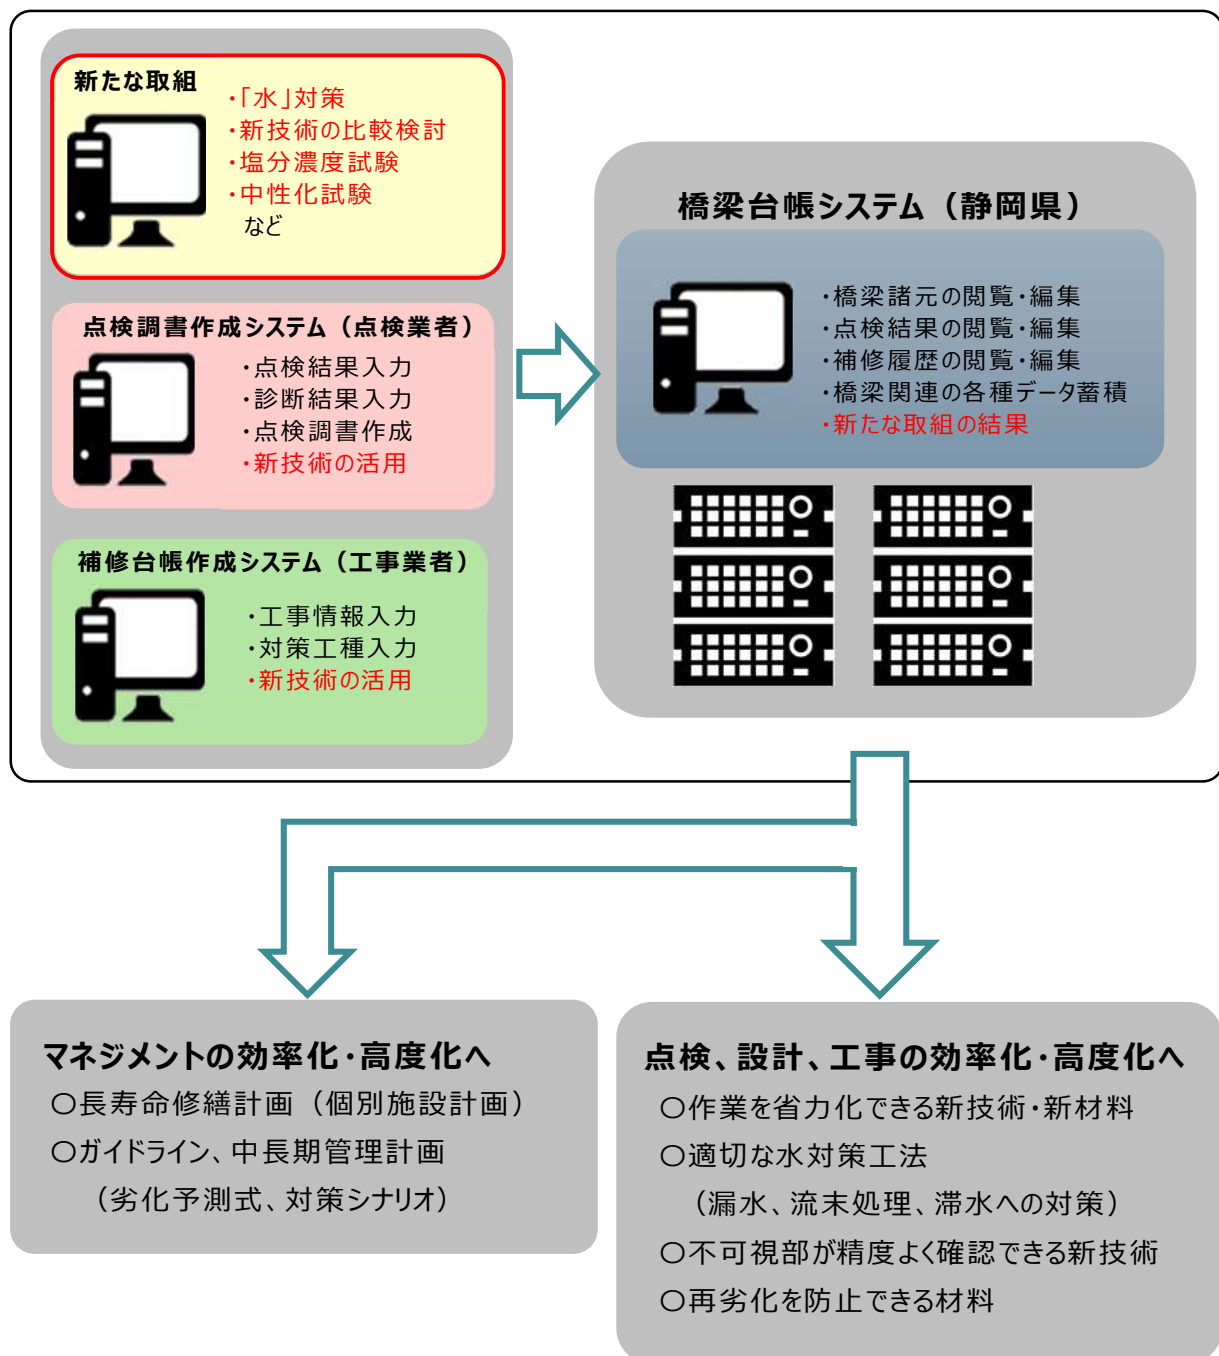 新たな取組
・「水」対策
・新技術の比較検討
・塩分濃度試験
・中性化試験
など
点検調書作成システム（点検業者）
・点検結果入力
・診断結果入力
・点検調書作成
・新技術の活用
補修台帳作成システム（工事業者）
・工事情報入力
・対策工種入力
・新技術の活用
橋梁台帳システム（静岡県）
・橋梁諸元の閲覧・編集
・点検結果の閲覧・編集
・補修履歴の閲覧・編集
・橋梁関連の各種データ蓄積
・新たな取組の結果
マネジメントの効率化・高度化へ
○長寿命修繕計画（個別施設計画）
○ガイドライン、中長期管理計画
（劣化予測式、対策シナリオ）
点検、設計、工事の効率化・高度化へ
○作業を省力化できる新技術・新材料
○適切な水対策工法
（漏水、流末処理、滞水への対策）
○不可視部が精度よく確認できる新技術
○再劣化を防止できる材料